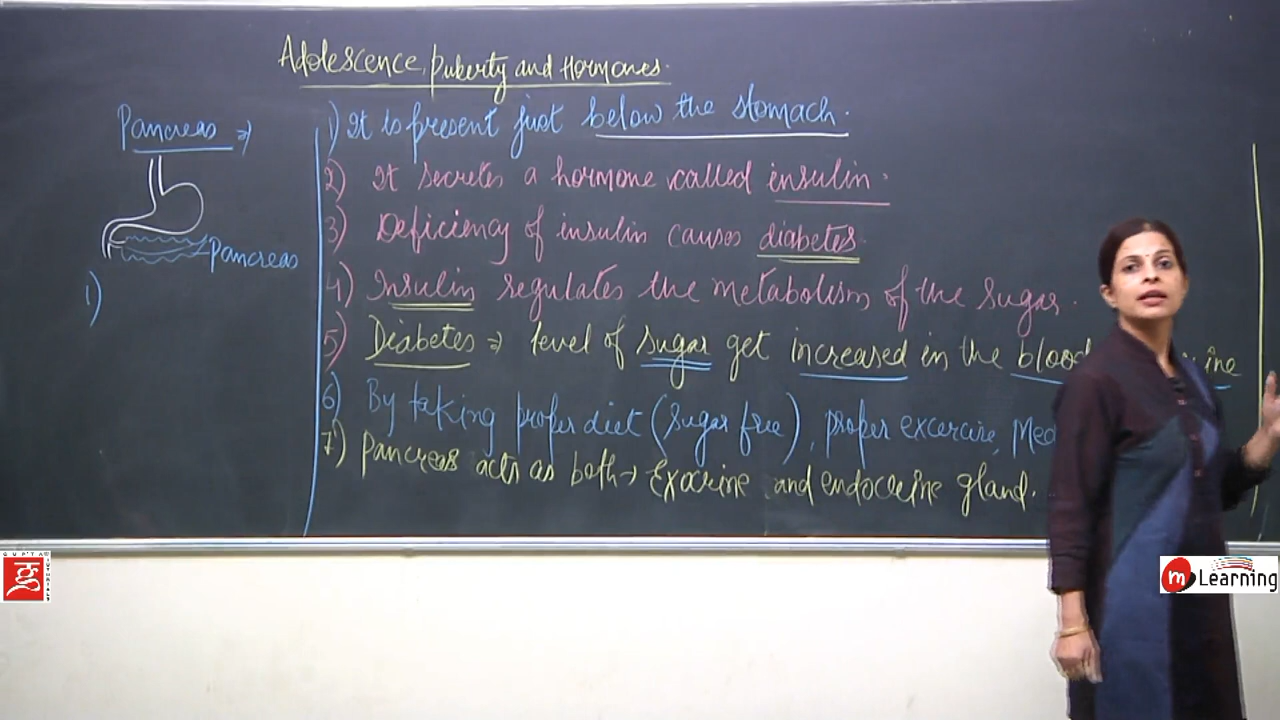 Adolescence, Puberty and Hormones.
Pancreas ⇒
Pancreas
1)
1) It is present just below the stomach.
2) It secretes a hormone called insulin.
3) Deficiency of insulin causes diabetes.
4) Insulin regulates the metabolism of the sugar.
5) Diabetes ⇒ level of sugar get increased in the blood
6) By taking proper diet (sugar free), proper excercise,
7) Pancreas acts as both → Exocrine and endocrine gland.
GUPTA
TUTORIALS
m Learning